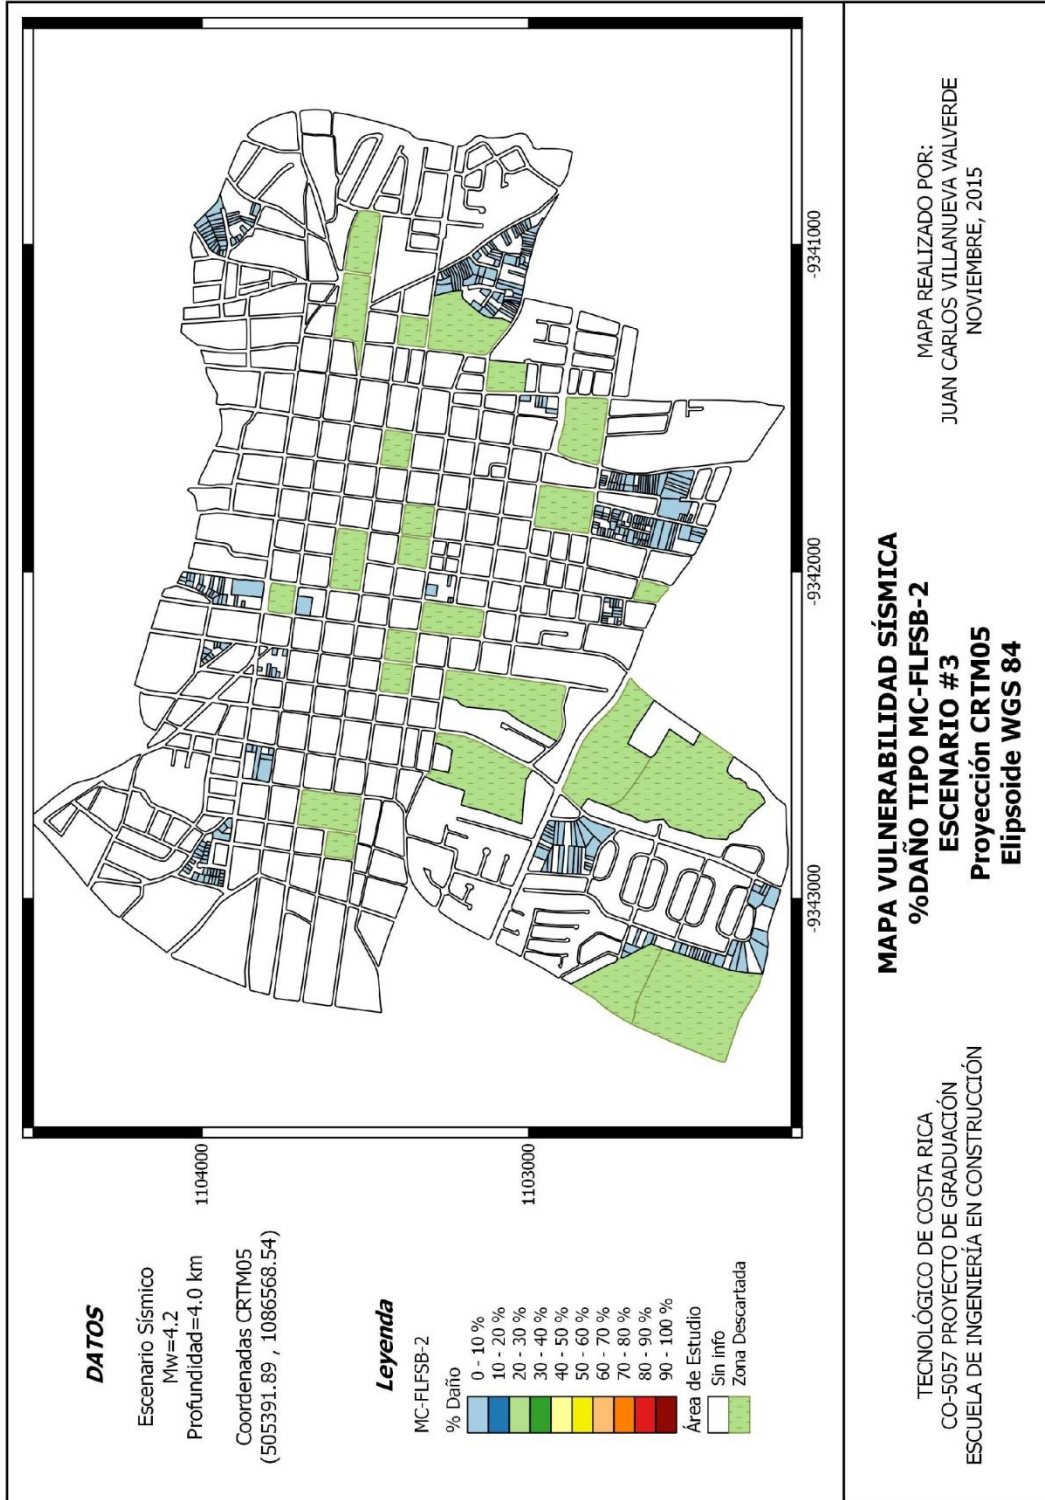 DATOS
Escenario Sísmico
Mw=4.2
Profundidad=4.0 km
Coordenadas CRTM05
(505391.89 , 1086568.54)
Leyenda
MC-FLFSB-2
% Daño
0 - 10 %
10 - 20 %
20 - 30 %
30 - 40 %
40 - 50 %
50 - 60 %
60 - 70 %
70 - 80 %
80 - 90 %
90 - 100 %
Área de Estudio
Sin info
Zona Descartada
1104000
1103000
-9343000
-9342000
-9341000
TECNOLÓGICO DE COSTA RICA
CO-5057 PROYECTO DE GRADUACIÓN
ESCUELA DE INGENIERÍA EN CONSTRUCCIÓN
MAPA VULNERABILIDAD SÍSMICA
%DAÑO TIPO MC-FLFSB-2
ESCENARIO #3
Proyección CRTM05
Elipsoide WGS 84
MAPA REALIZADO POR:
JUAN CARLOS VILLANUEVA VALVERDE
NOVIEMBRE, 2015